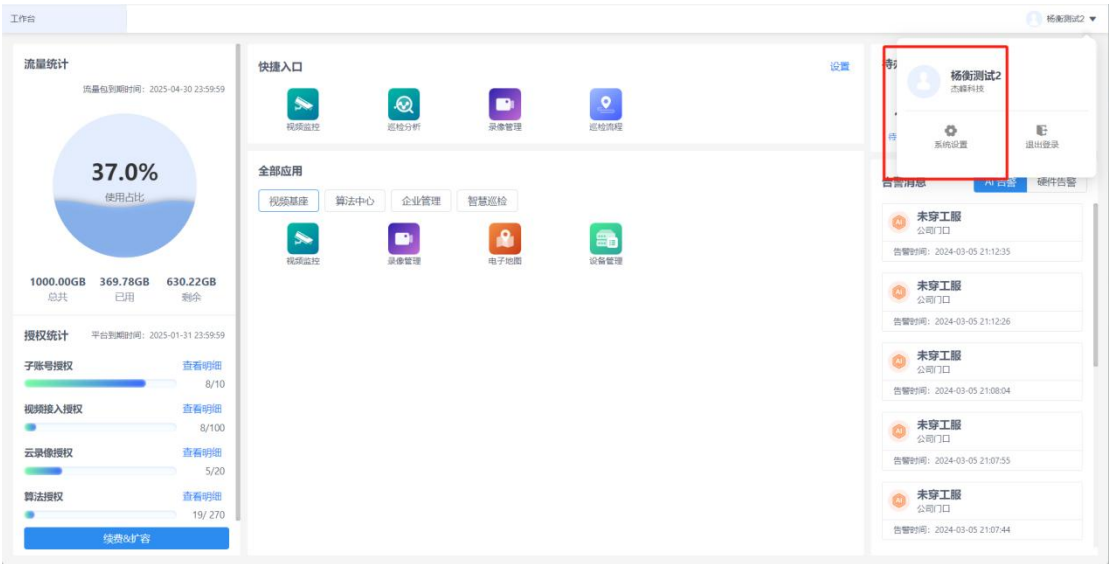 工作台
杨衡测试2
流量统计
流量包到期时间：2025-04-30 23:59:59
37.0%
使用占比
1000.00GB 369.78GB 630.22GB
总共 已用 剩余
授权统计 平台到期时间：2025-01-31 23:59:59
子账号授权 查看明细
8/10
视频接入授权 查看明细
8/100
云录像授权 查看明细
5/20
算法授权 查看明细
19/ 270
续费&扩容
快捷入口 设置
视频监控 巡检分析 录像管理 巡检流程
全部应用
视频基座 算法中心 企业管理 智慧巡检
视频监控 录像管理 电子地图 设备管理
杨衡测试2
杰峰科技
系统设置 退出登录
告警消息 AI 告警 硬件告警
未穿工服
公司门口
告警时间：2024-03-05 21:12:35
未穿工服
公司门口
告警时间：2024-03-05 21:12:26
未穿工服
公司门口
告警时间：2024-03-05 21:08:04
未穿工服
公司门口
告警时间：2024-03-05 21:07:55
未穿工服
公司门口
告警时间：2024-03-05 21:07:44